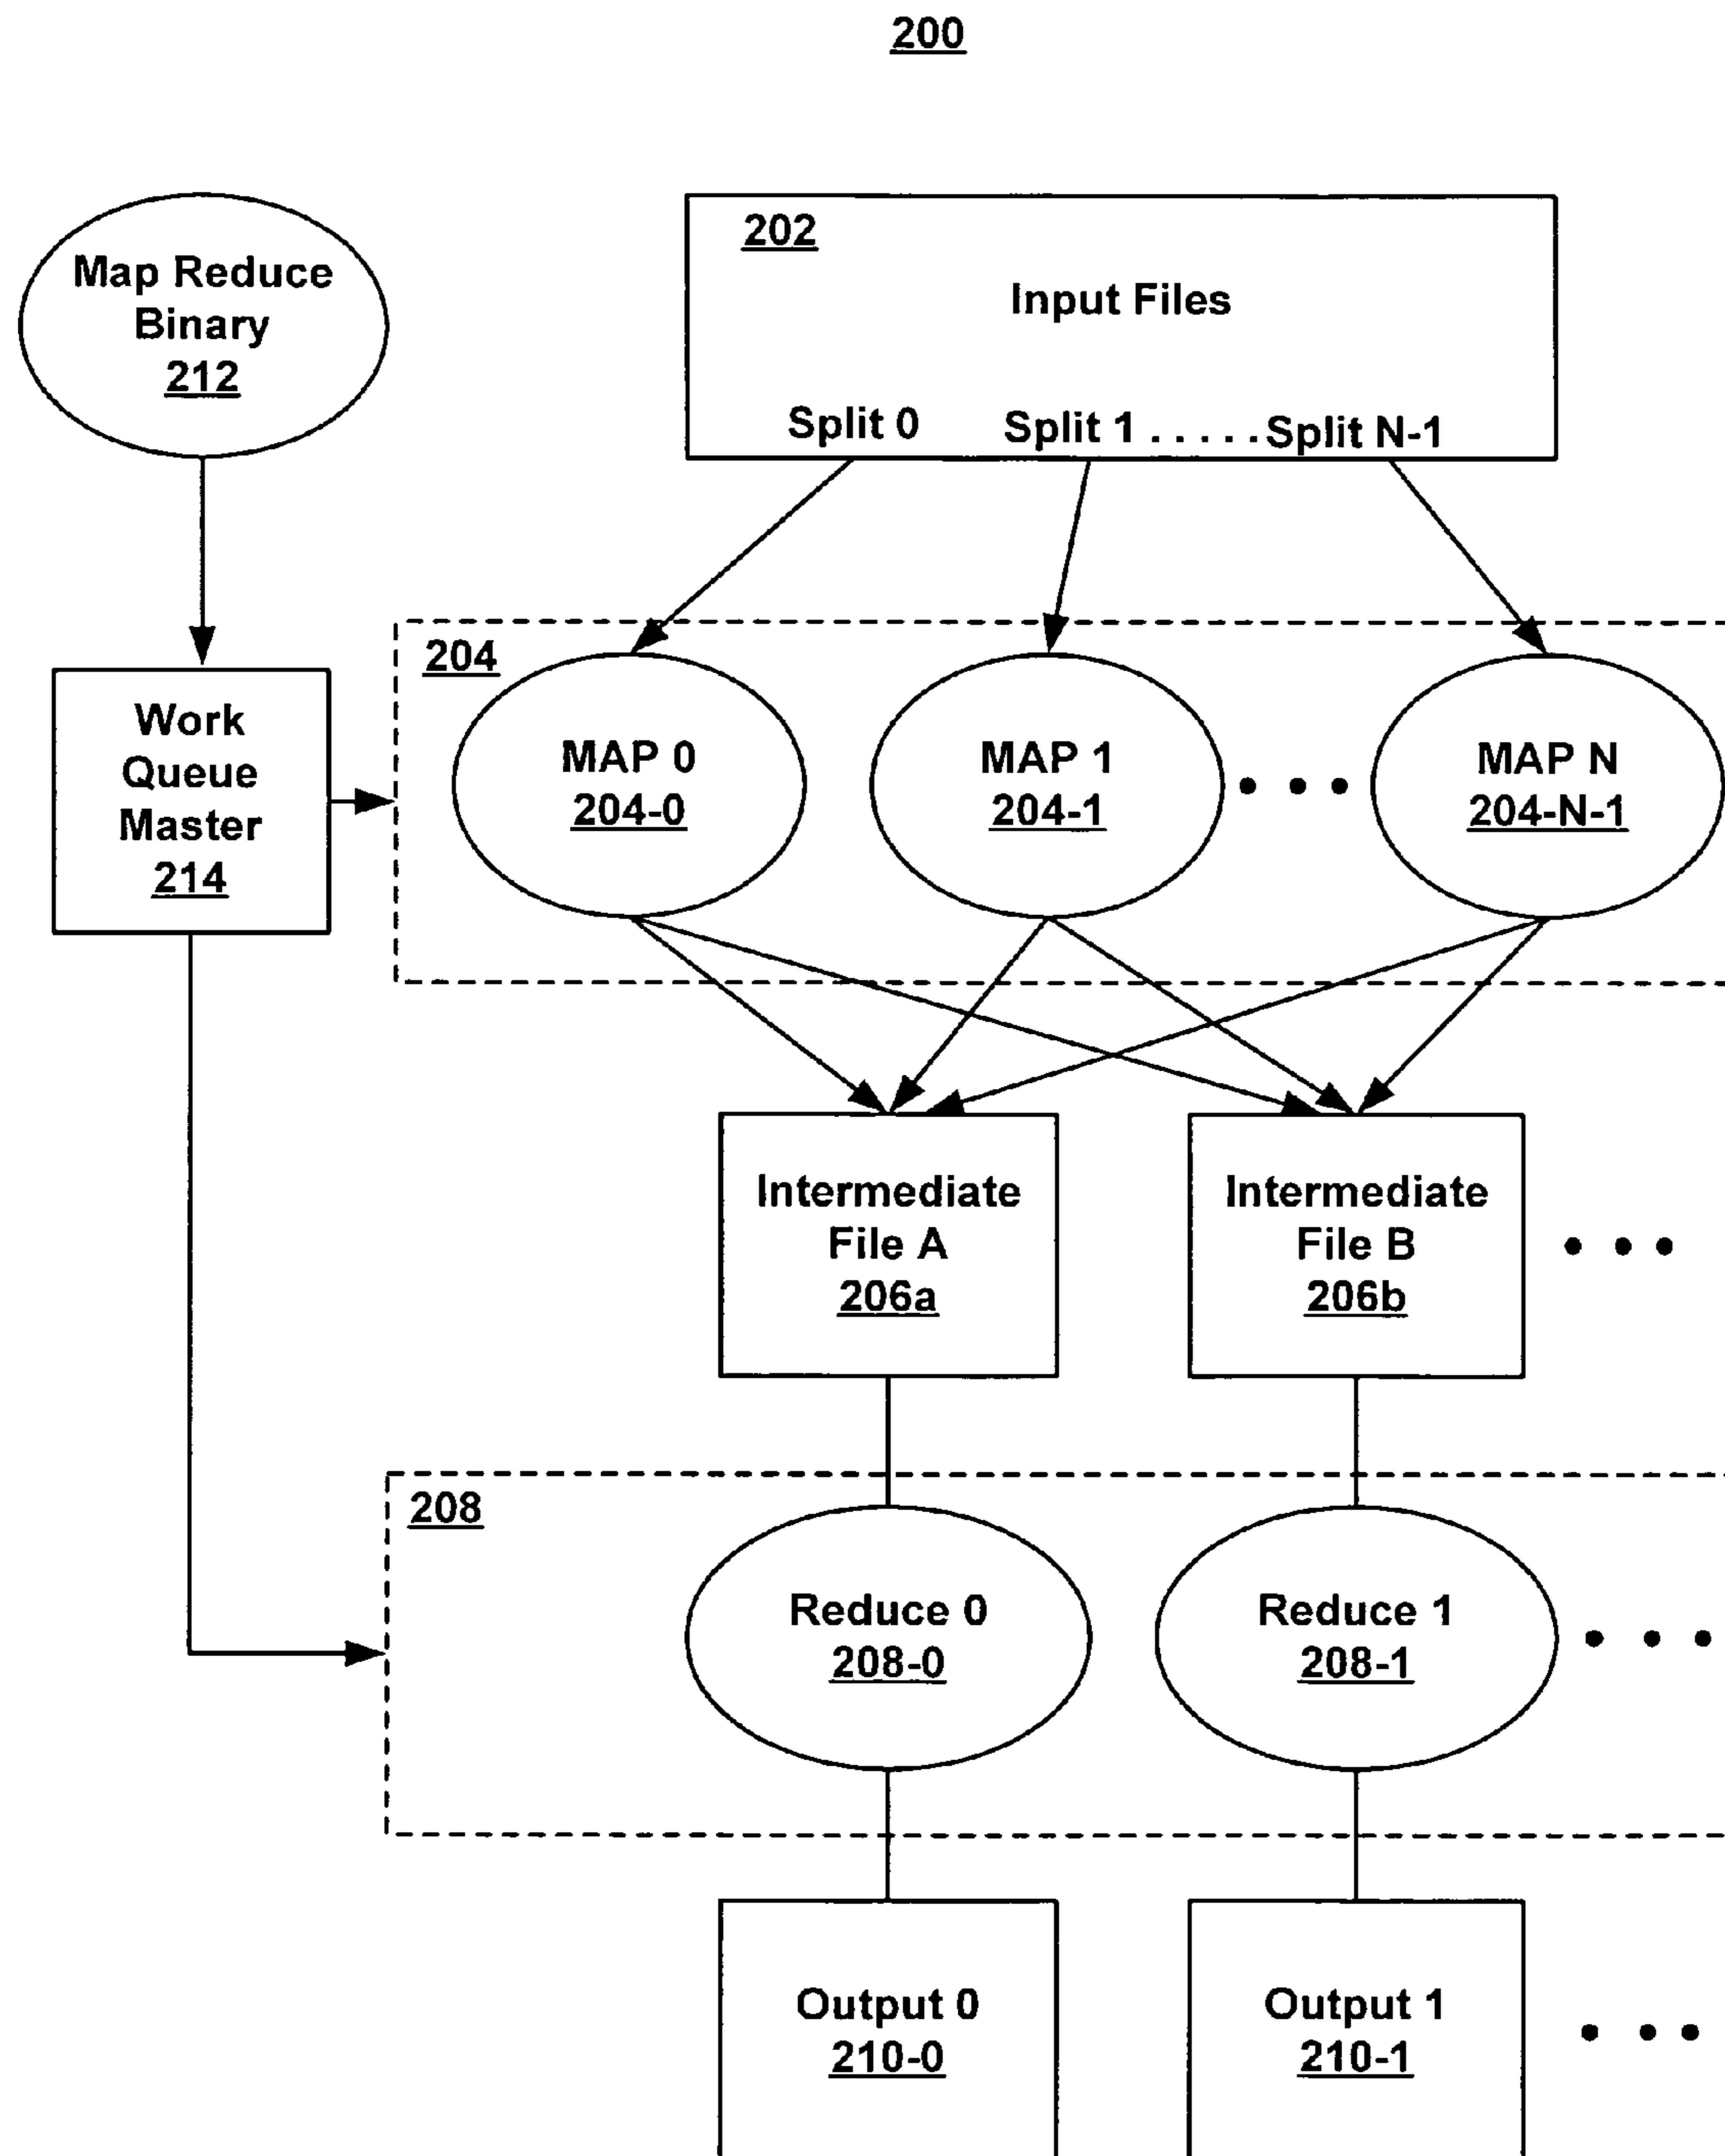 200
Map Reduce
Binary
212
202
Input Files
Split 0 Split 1 . . . . . Split N-1
Work
Queue
Master
214
204
MAP 0
204-0
MAP 1
204-1
MAP N
204-N-1
Intermediate
File A
206a
Intermediate
File B
206b
208
Reduce 0
208-0
Reduce 1
208-1
Output 0
210-0
Output 1
210-1